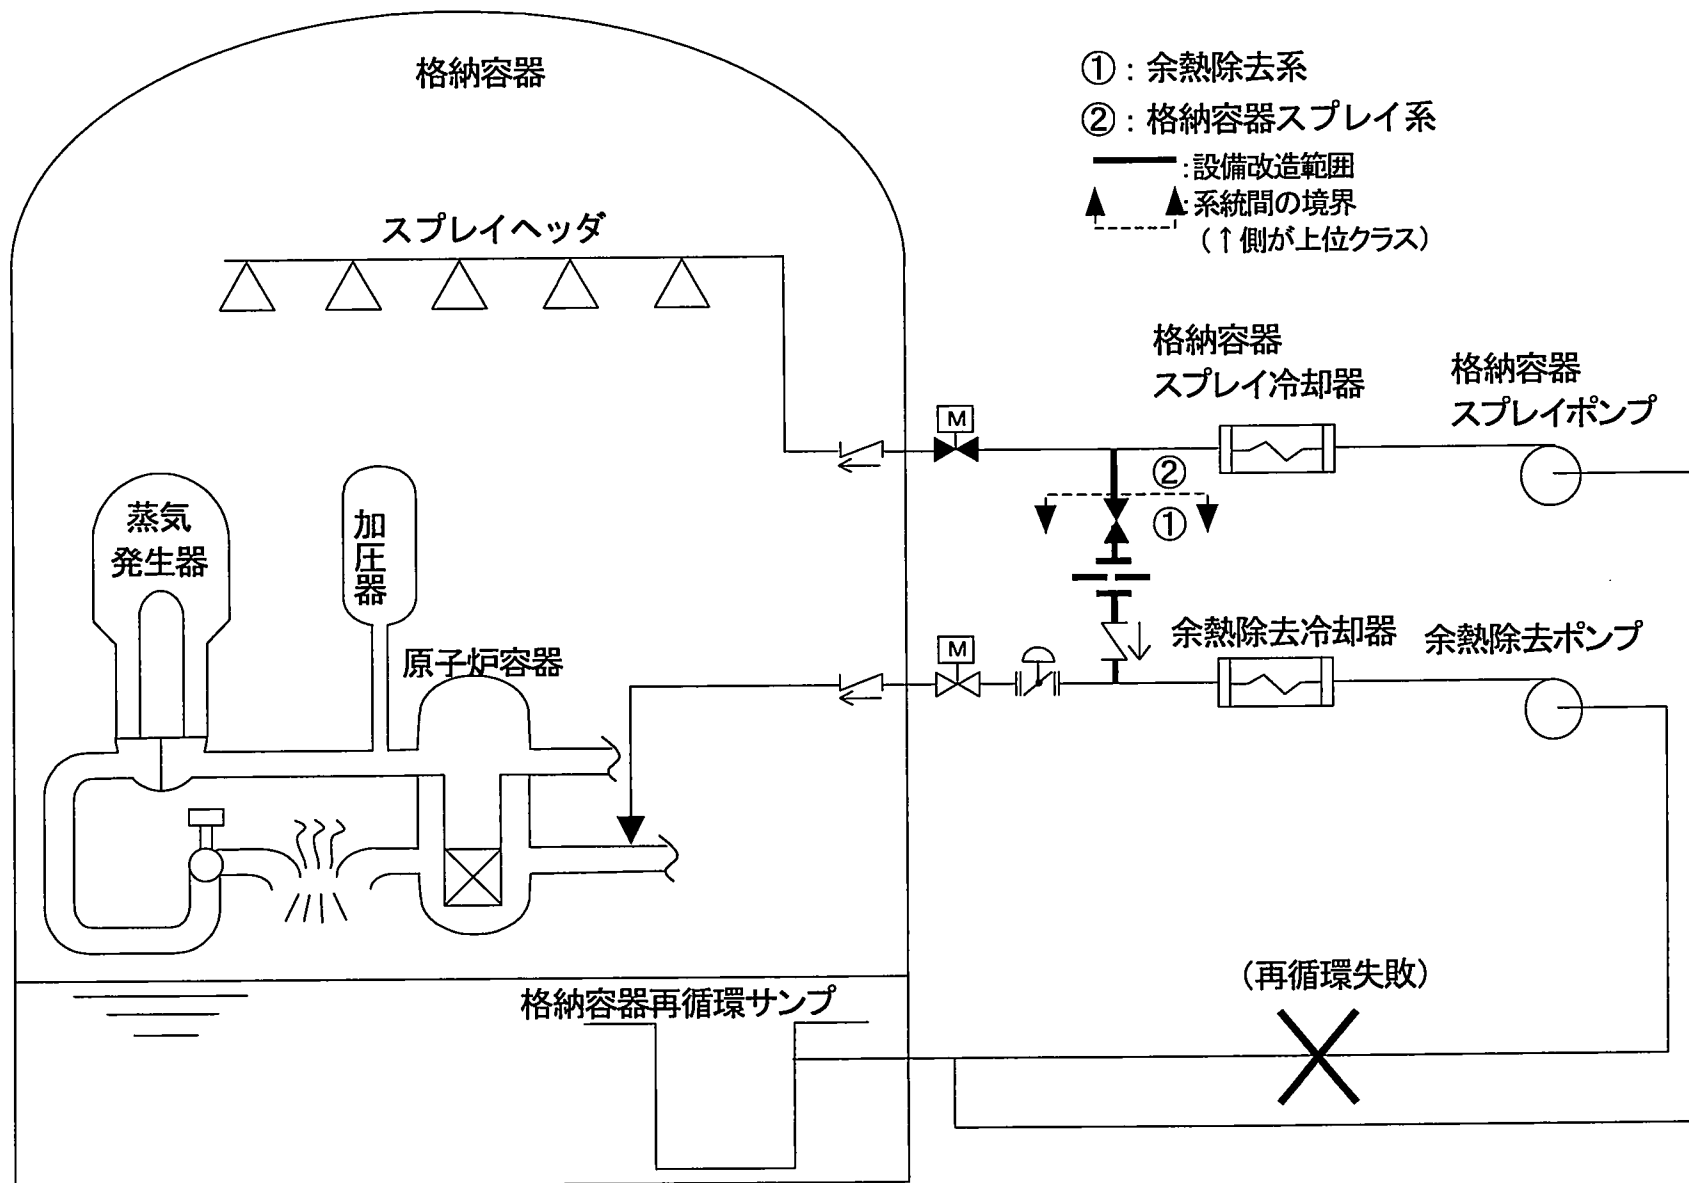 格納容器
①：余熱除去系
②：格納容器スプレイ系
：設備改造範囲
：系統間の境界
（↑側が上位クラス）
スプレイヘッダ
格納容器
スプレイ冷却器
格納容器
スプレイポンプ
M
②
①
蒸気
発生器
加圧器
原子炉容器
M
余熱除去冷却器
余熱除去ポンプ
（再循環失敗）
格納容器再循環サンプ